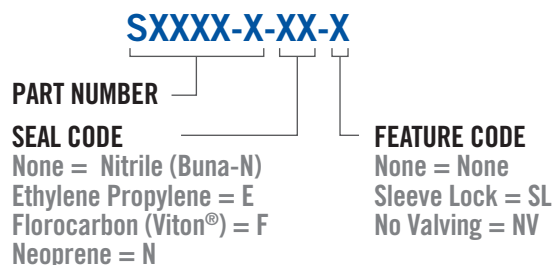 SXXXX-X-XX-X
PART NUMBER
SEAL CODE
None = Nitrile (Buna-N)
Ethylene Propylene = E
Florocarbon (Viton®) = F
Neoprene = N
FEATURE CODE
None = None
Sleeve Lock = SL
No Valving = NV